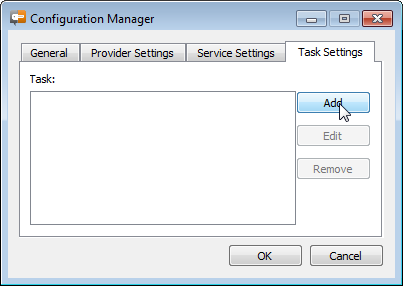 Configuration Manager
General Provider Settings Service Settings Task Settings
Task:
Add
Edit
Remove
OK Cancel